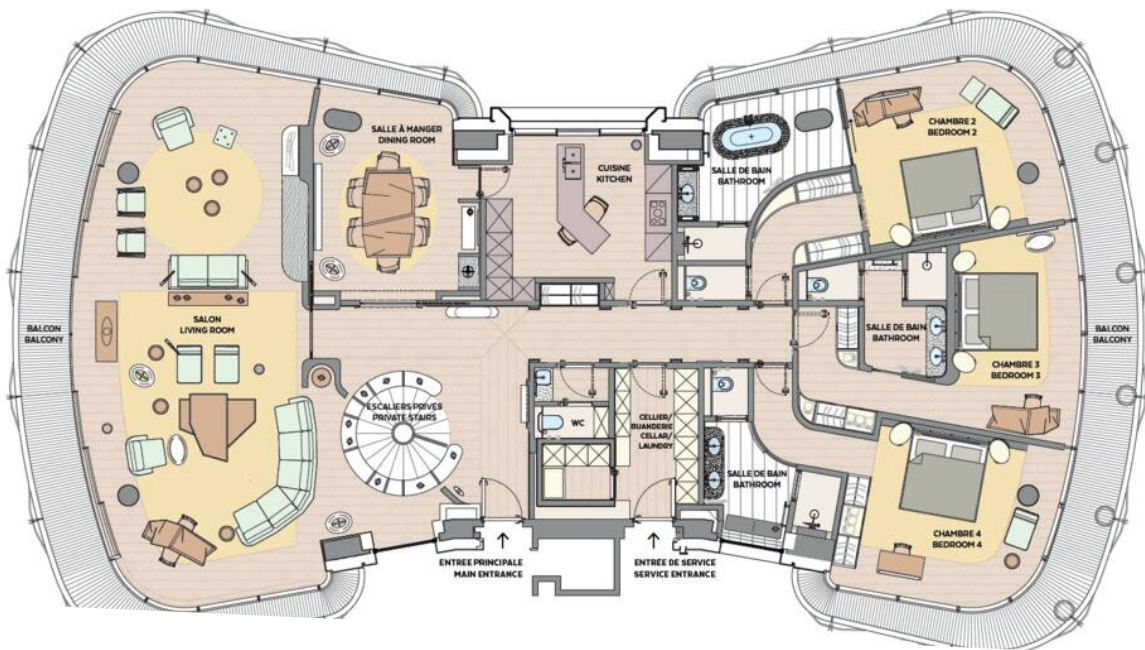 SALLE À MANGER
DINING ROOM
CUISINE
KITCHEN
SALLE DE BAIN
BATHROOM
CHAMBRE 2
BEDROOM 2
SALON
LIVING ROOM
BALCON
BALCONY
SALLE DE BAIN
BATHROOM
CHAMBRE 3
BEDROOM 3
BALCON
BALCONY
ESCALIERS PRIVÉS
PRIVATE STAIRS
WC
CELLIER/
BUANDERIE
CELLAR/
LAUNDRY
SALLE DE BAIN
BATHROOM
CHAMBRE 4
BEDROOM 4
ENTREE PRINCIPALE
MAIN ENTRANCE
ENTRÉE DE SERVICE
SERVICE ENTRANCE